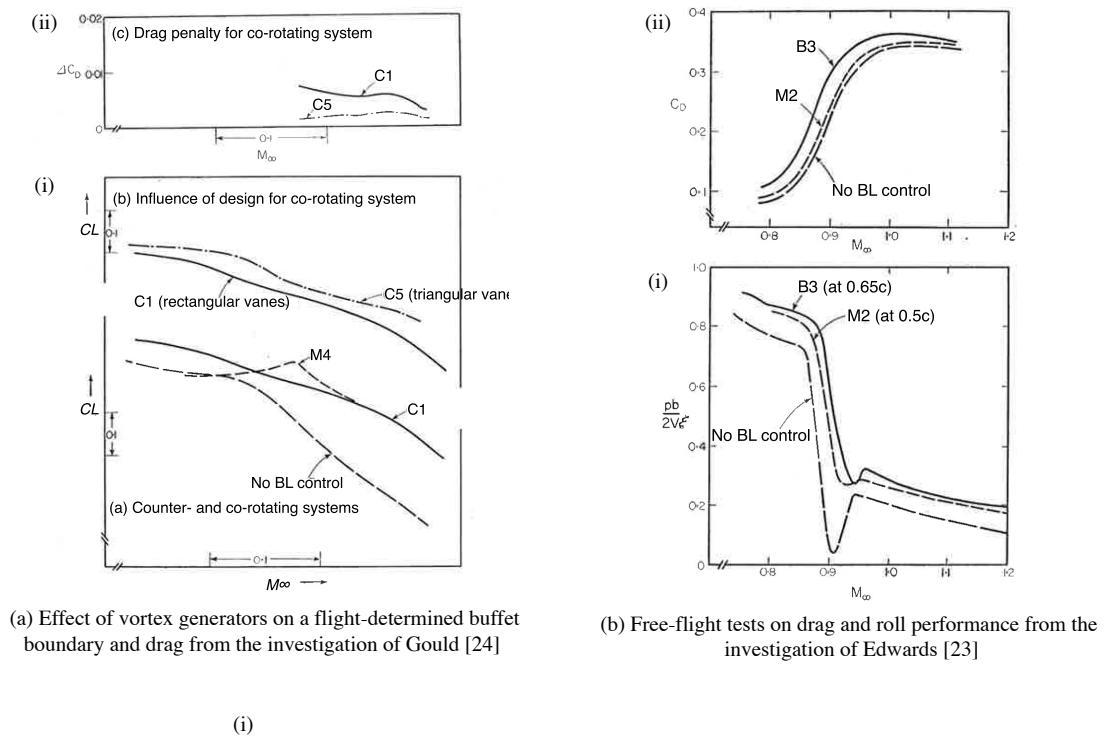 (ii)
0·02
(c) Drag penalty for co-rotating system
ΔC_D 0·01
C1
C5
0
0·1
M∞
(i)
(b) Influence of design for co-rotating system
CL
0·1
C1 (rectangular vanes)
C5 (triangular vane
M4
CL
C1
0·1
No BL control
(a) Counter- and co-rotating systems
0·1
M∞
(a) Effect of vortex generators on a flight-determined buffet
boundary and drag from the investigation of Gould [24]
(i)
(ii)
0·4
B3
0·3
C_D
M2
0·2
No BL control
0·1
0·8 0·9 1·0 1·1 1·2
M∞
(i)
1·0
B3 (at 0.65c)
M2 (at 0.5c)
0·8
0·6
pb
2Vξ
No BL control
0·4
0·2
0
0·8 0·9 1·0 1·1 1·2
M∞
(b) Free-flight tests on drag and roll performance from the
investigation of Edwards [23]